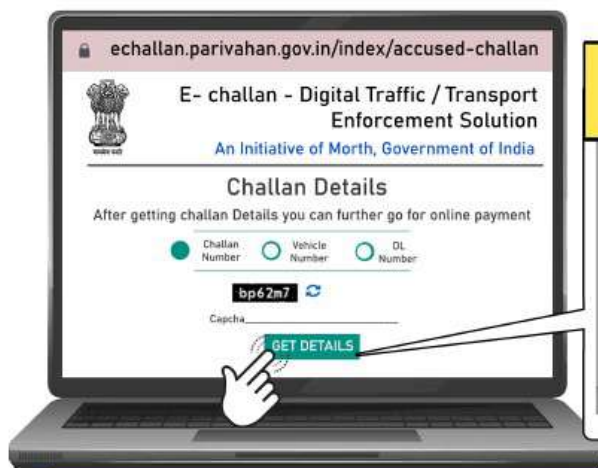 echallan.parivahan.gov.in/index/accused-challan
E- challan - Digital Traffic / Transport
Enforcement Solution
An Initiative of Morth, Government of India
Challan Details
After getting challan Details you can further go for online payment
Challan Number
Vehicle Number
DL Number
bp62m7
Capcha
GET DETAILS